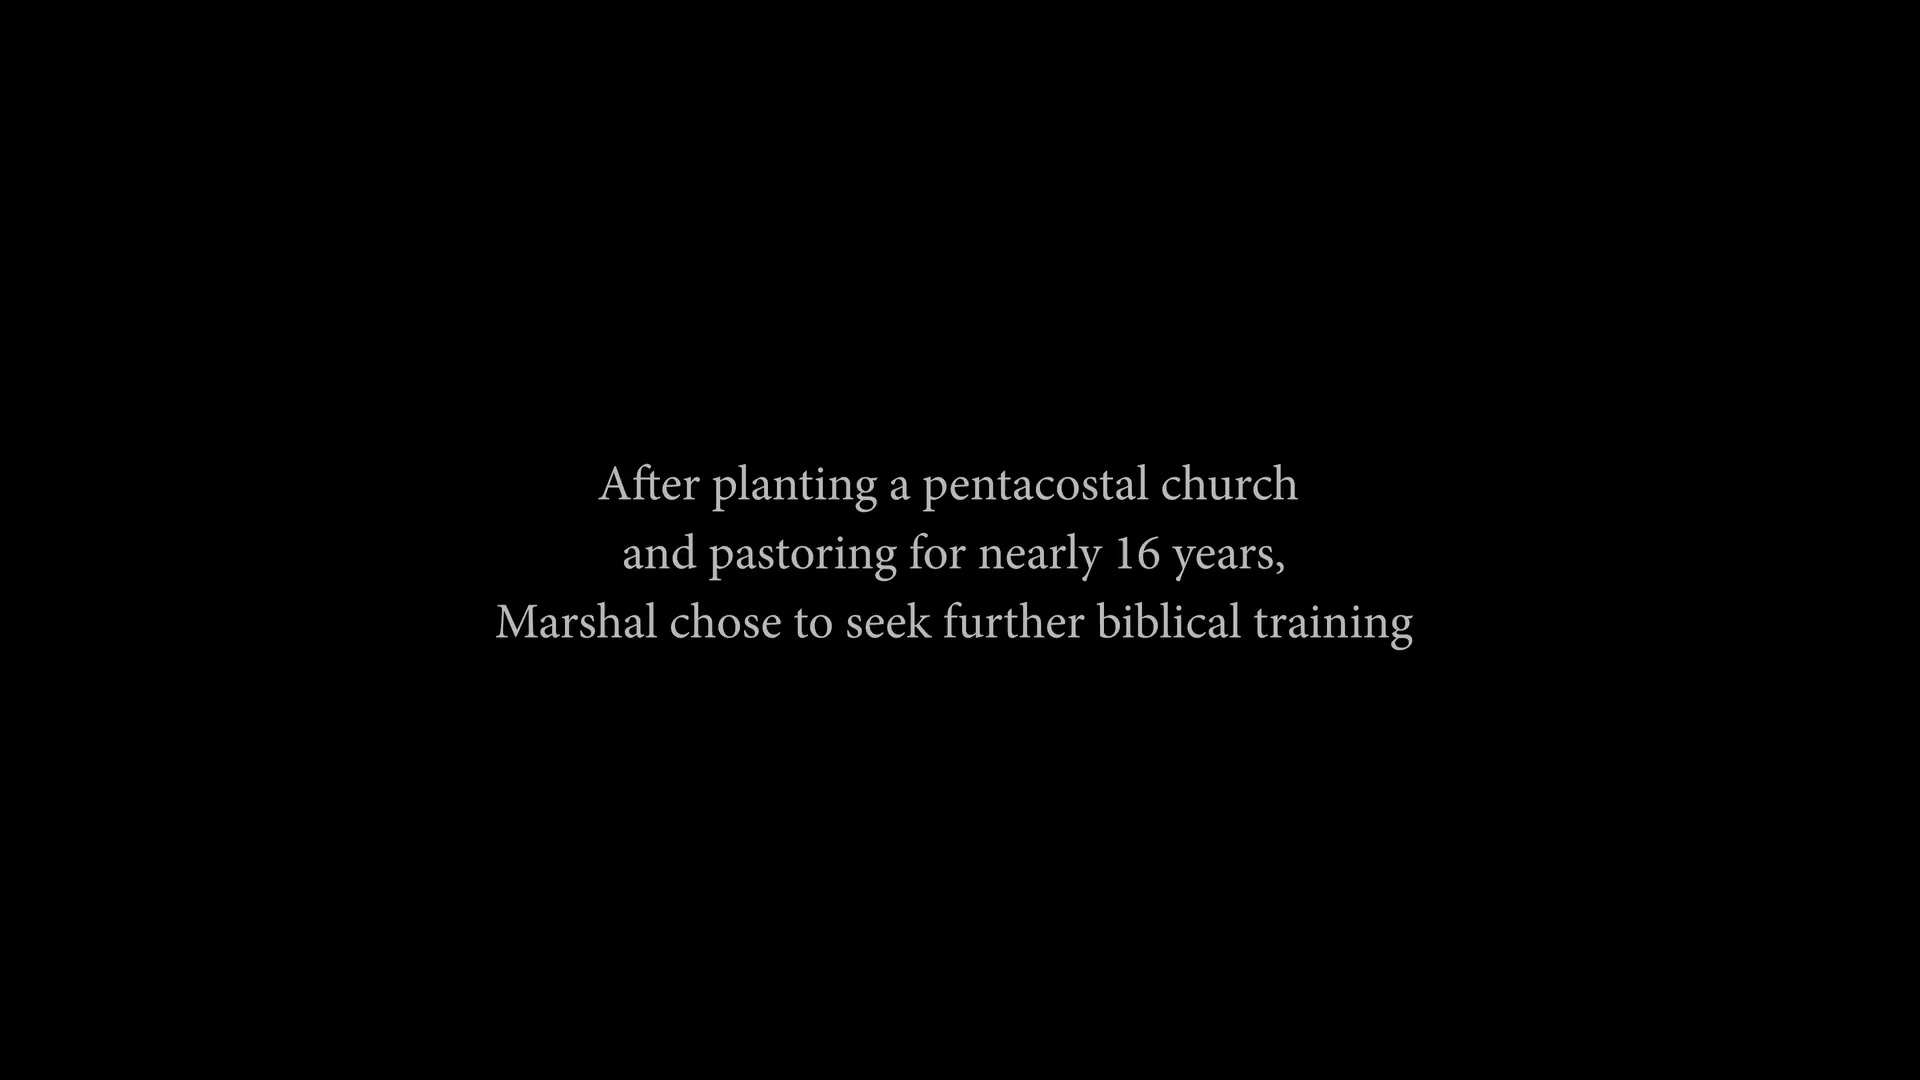 After planting a pentacostal church
and pastoring for nearly 16 years,
Marshal chose to seek further biblical training